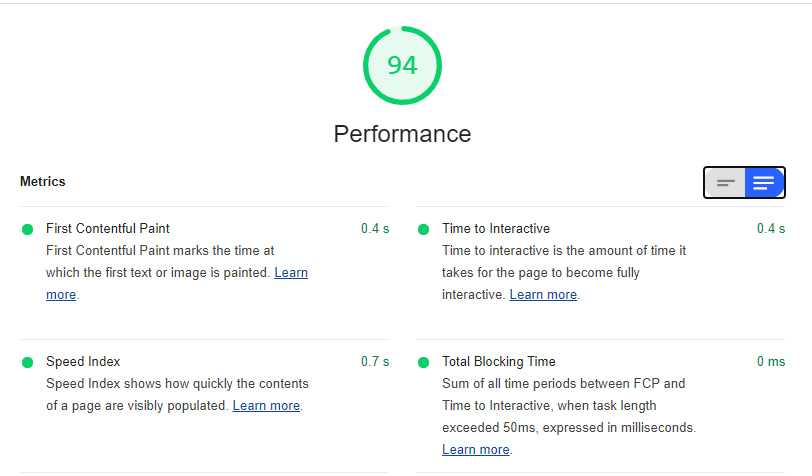 94
Performance
Metrics
First Contentful Paint 0.4 s
First Contentful Paint marks the time at
which the first text or image is painted. Learn
more.
Time to Interactive 0.4 s
Time to interactive is the amount of time it
takes for the page to become fully
interactive. Learn more.
Speed Index 0.7 s
Speed Index shows how quickly the contents
of a page are visibly populated. Learn more.
Total Blocking Time 0 ms
Sum of all time periods between FCP and
Time to Interactive, when task length
exceeded 50ms, expressed in milliseconds.
Learn more.